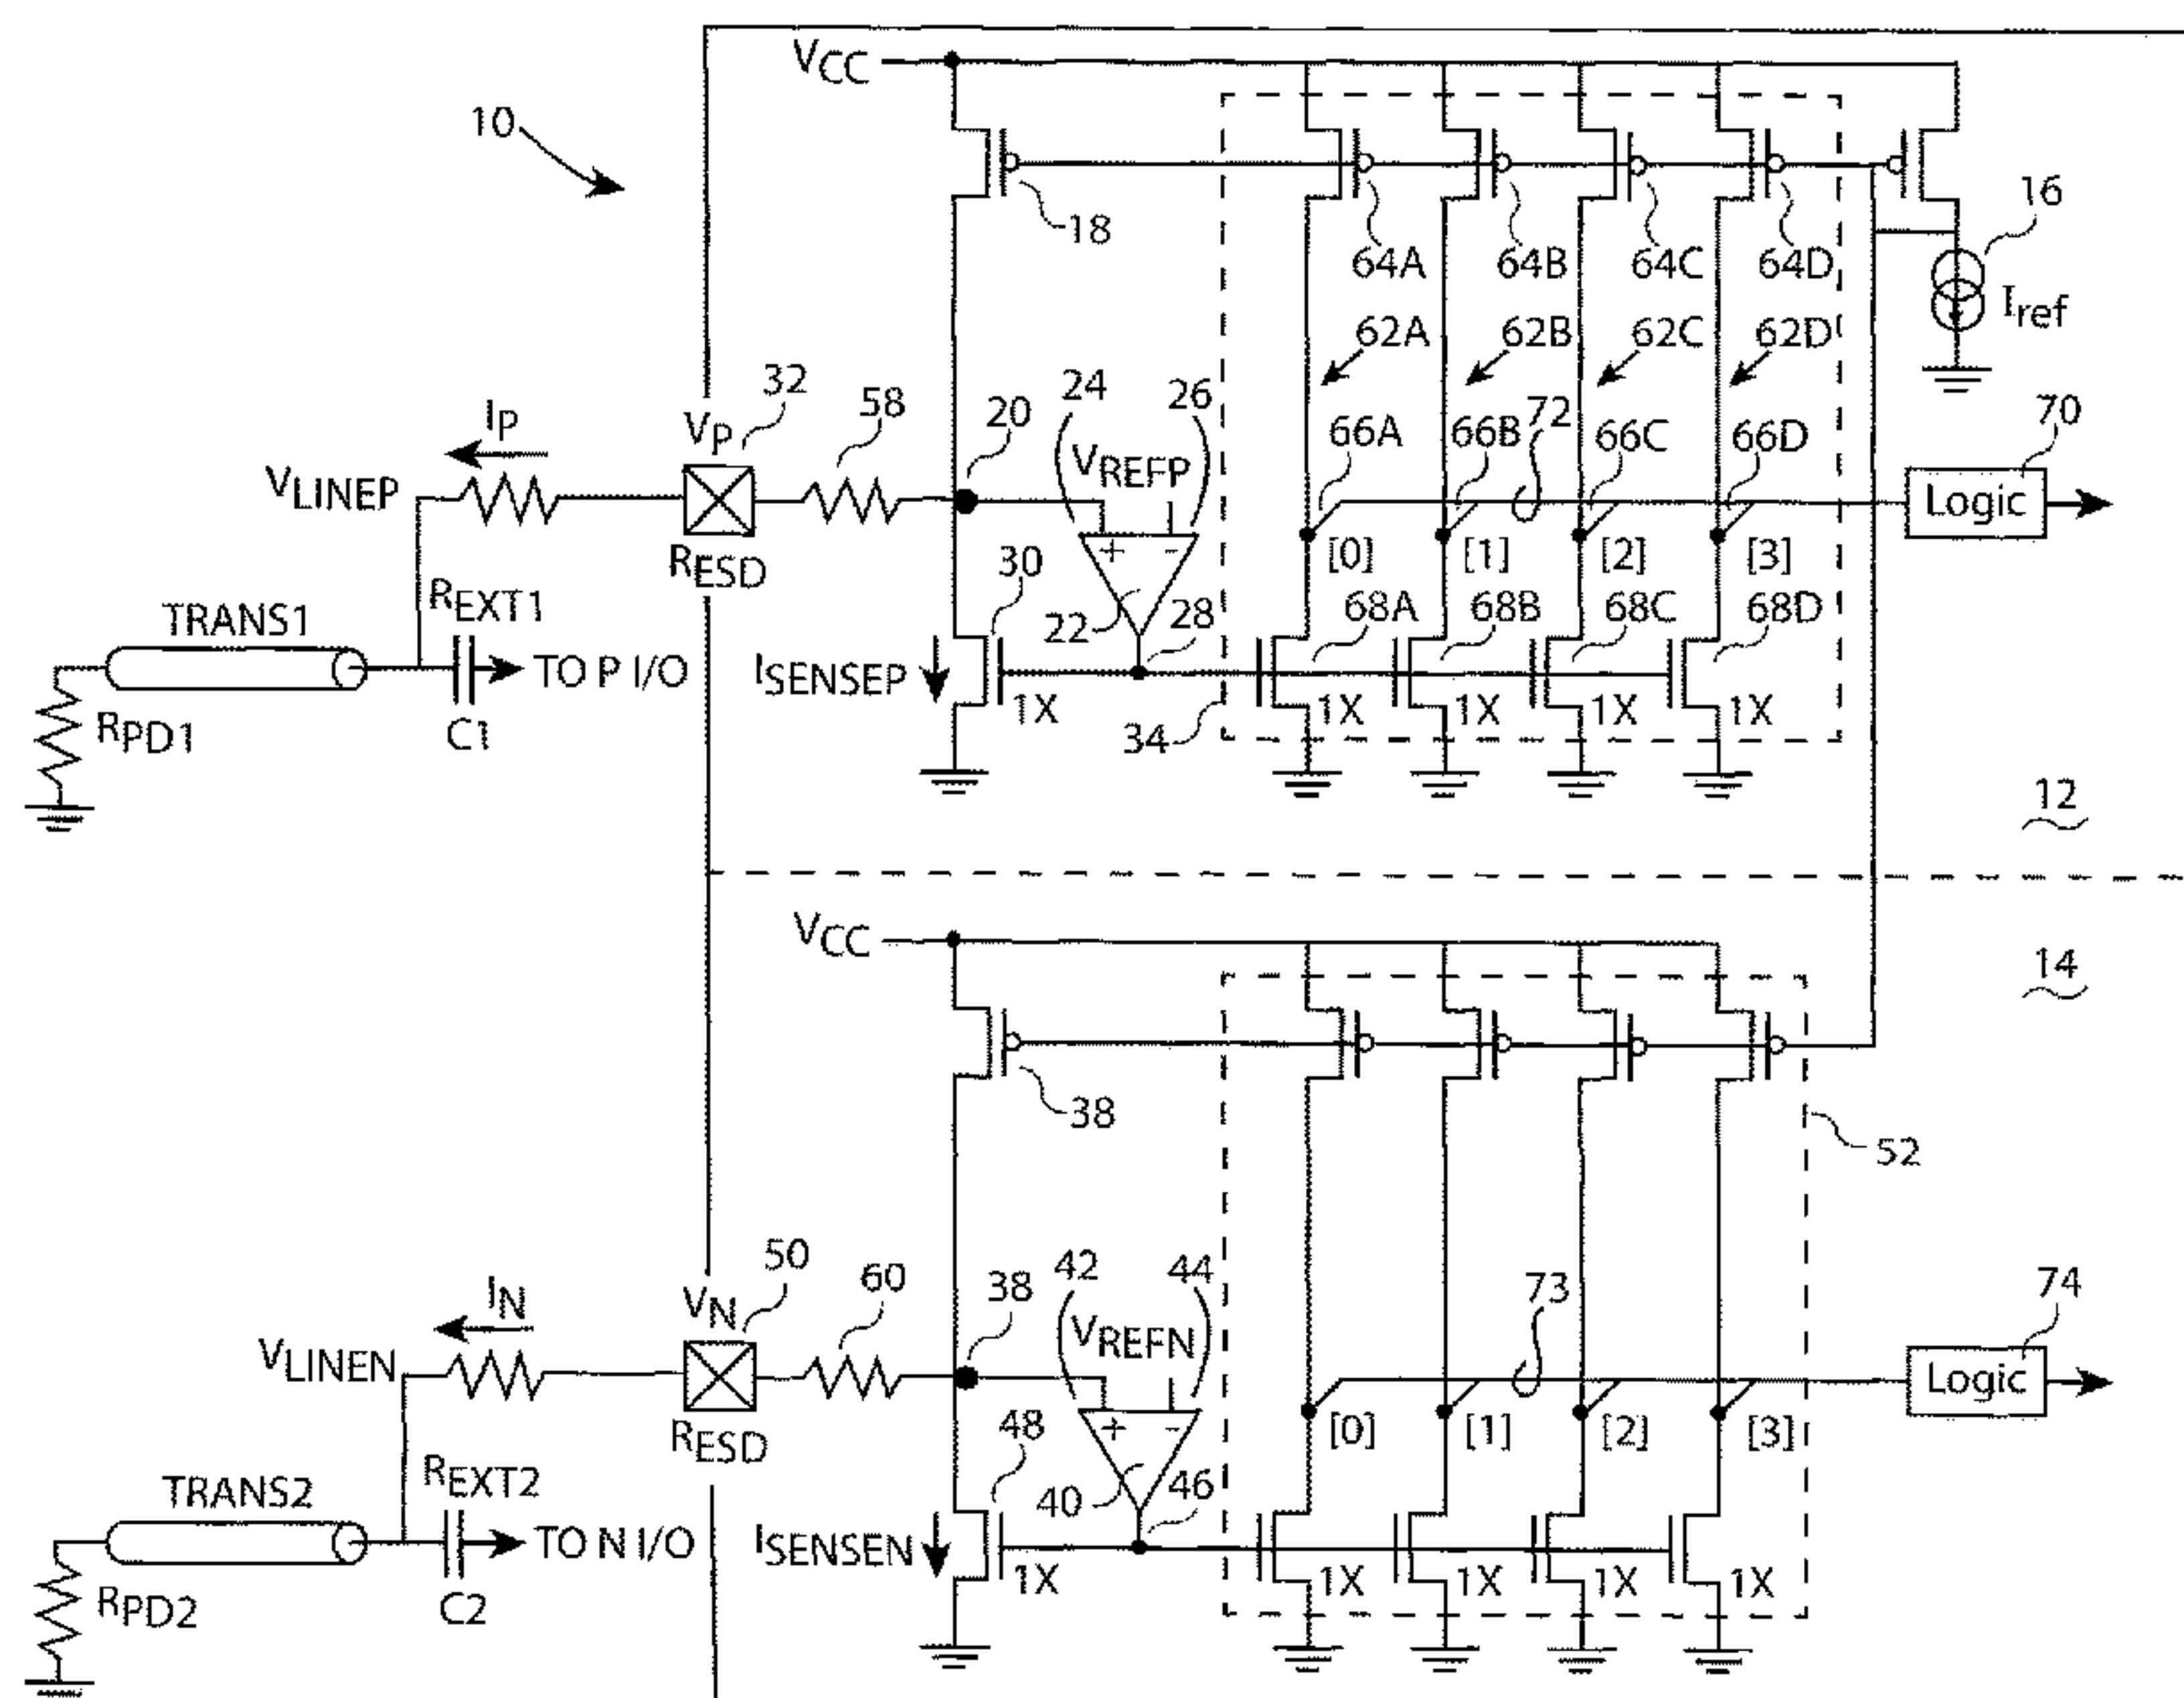 VCC
10
18
64A
64B
64C
64D
16
Iref
62A
62B
62C
62D
IP
VP
32
58
20
24
26
VREFP
VLINEP
RESD
66A
66B
72
66C
66D
70
Logic
+
-
[0]
[1]
[2]
[3]
30
22
28
68A
68B
68C
68D
REXT1
TRANS1
TO P I/O
C1
RPD1
ISENSEP
1X
34
1X
1X
1X
1X
12
VCC
14
38
52
IN
VN
50
60
38
42
44
VREFN
VLINEN
RESD
73
74
Logic
+
-
[0]
[1]
[2]
[3]
48
40
46
REXT2
TRANS2
TO N I/O
C2
RPD2
ISENSEN
1X
1X
1X
1X
1X